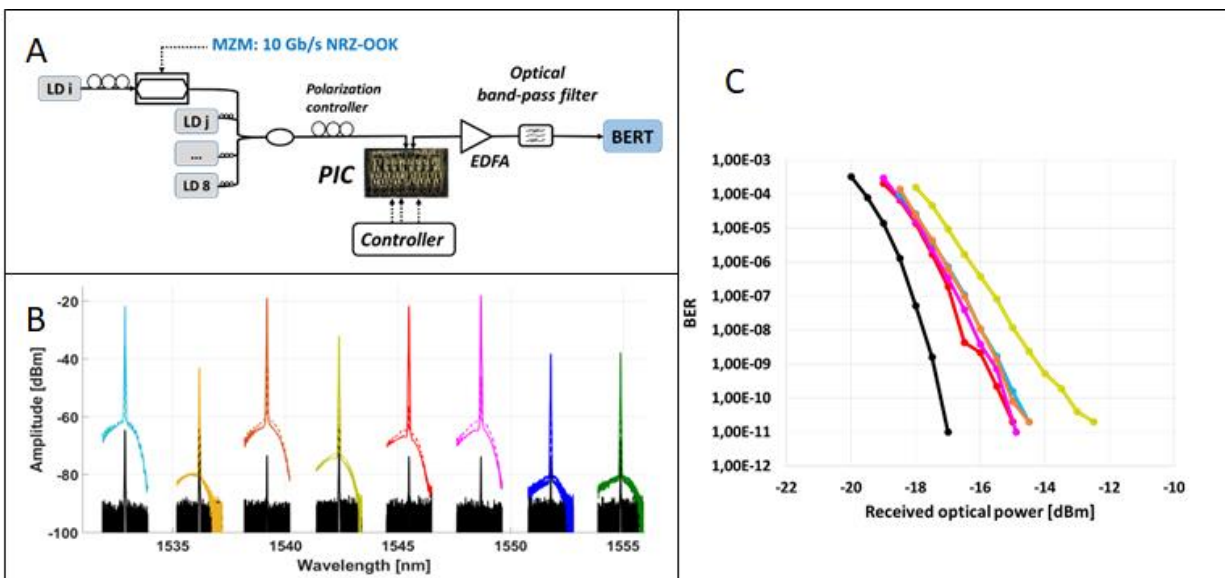 A
MZM: 10 Gb/s NRZ-OOK
LD i
Polarization
controller
Optical
band-pass filter
LD j
...
LD 8
PIC
EDFA
BERT
Controller
B
Amplitude [dBm]
-20
-40
-60
-80
-100
1535
1540
1545
1550
1555
Wavelength [nm]
C
BER
1,00E-03
1,00E-04
1,00E-05
1,00E-06
1,00E-07
1,00E-08
1,00E-09
1,00E-10
1,00E-11
1,00E-12
-22
-20
-18
-16
-14
-12
-10
Received optical power [dBm]